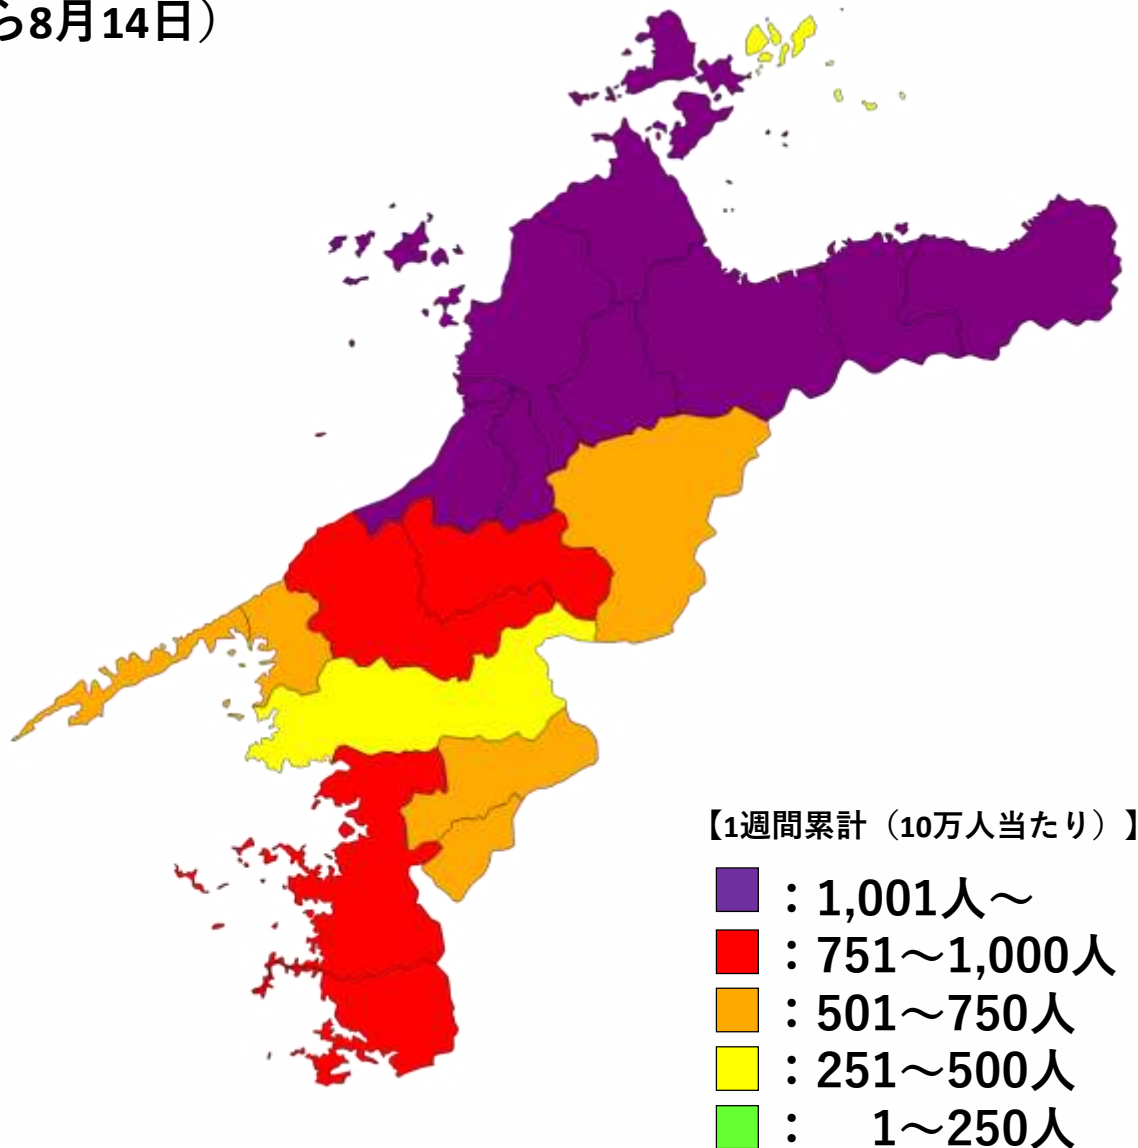 ら8月14日）
【1週間累計（10万人当たり）】
：1,001人～
：751～1,000人
：501～750人
：251～500人
：　1～250人